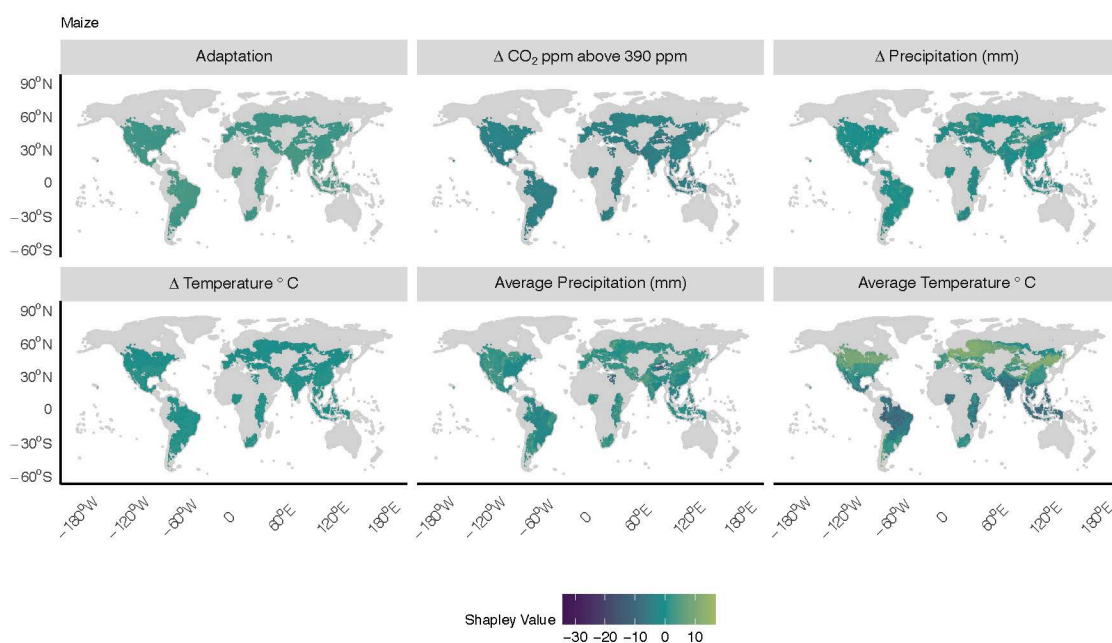 Maize
Adaptation
Δ CO₂ ppm above 390 ppm
Δ Precipitation (mm)
90°N
60°N
30°N
0
−30°S
−60°S
Δ Temperature ° C
Average Precipitation (mm)
Average Temperature ° C
90°N
60°N
30°N
0
−30°S
−60°S
−180°W −120°W −60°W 0 60°E 120°E 180°E
−180°W −120°W −60°W 0 60°E 120°E 180°E
−180°W −120°W −60°W 0 60°E 120°E 180°E
Shapley Value
−30 −20 −10 0 10